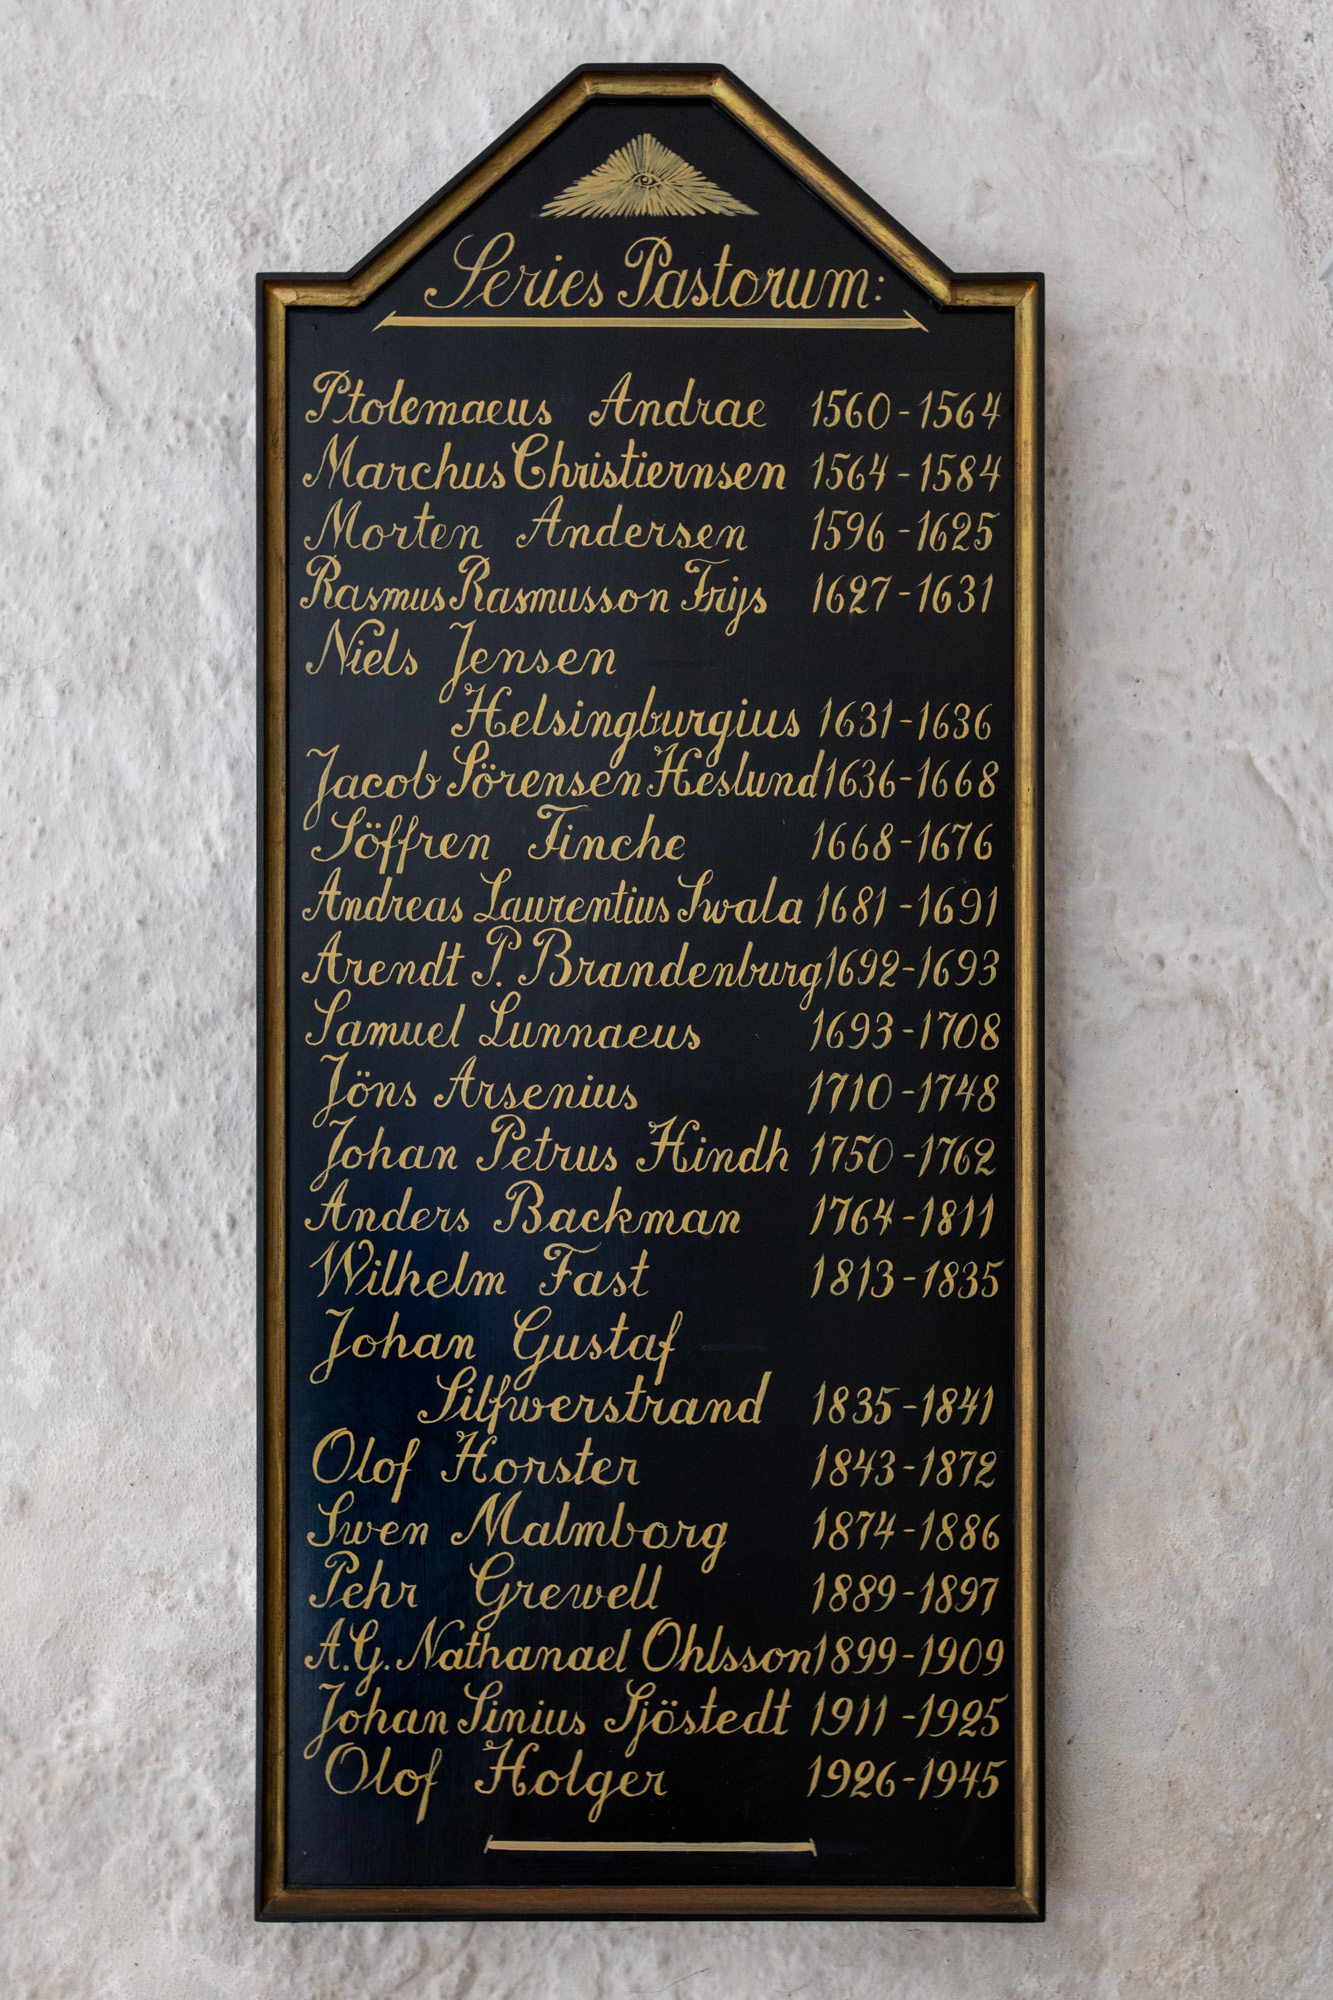 Series Pastorum:
Ptolemaeus Andrae 1560-1564
Marchus Christiernsen 1564-1584
Morten Andersen 1596-1625
Rasmus Rasmusson Frijs 1627-1631
Niels Jensen
Helsingburgius 1631-1636
Jacob Sörensen Heslund 1636-1668
Söffren Finche 1668-1676
Andreas Laurentius Swala 1681-1691
Arendt P. Brandenburg 1692-1693
Samuel Lunnaeus 1693-1708
Jöns Arsenius 1710-1748
Johan Petrus Hindh 1750-1762
Anders Backman 1764-1811
Wilhelm Fast 1813-1835
Johan Gustaf
Silfwerstrand 1835-1841
Olof Horster 1843-1872
Swen Malmborg 1874-1886
Pehr Grewell 1889-1897
A.G. Nathanael Ohlsson 1899-1909
Johan Sinius Sjöstedt 1911-1925
Olof Holger 1926-1945